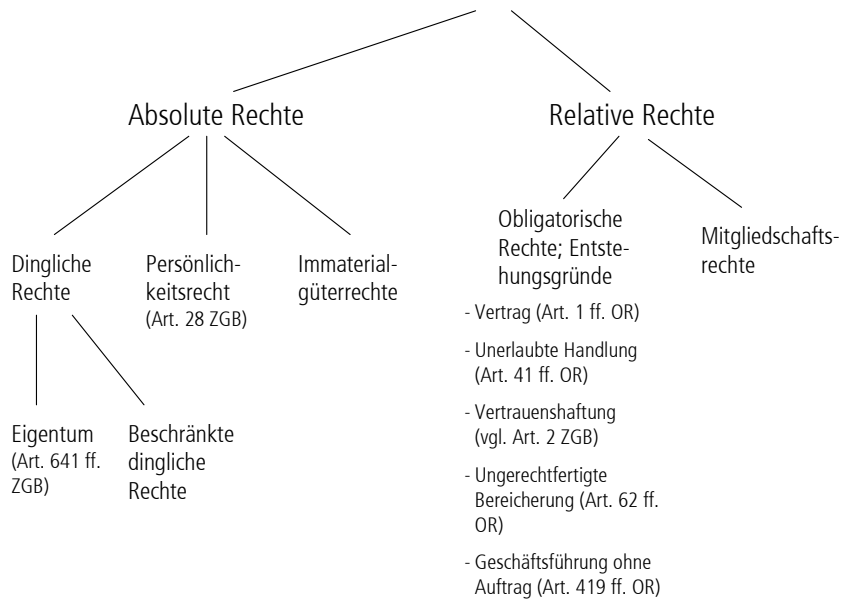 Absolute Rechte
Relative Rechte
Dingliche
Rechte
Persönlich-
keitsrecht
(Art. 28 ZGB)
Immaterial-
güterrechte
Obligatorische
Rechte; Entste-
hungsgründe
Mitgliedschafts-
rechte
- Vertrag (Art. 1 ff. OR)
- Unerlaubte Handlung
(Art. 41 ff. OR)
- Vertrauenshaftung
(vgl. Art. 2 ZGB)
- Ungerechtfertigte
Bereicherung (Art. 62 ff.
OR)
- Geschäftsführung ohne
Auftrag (Art. 419 ff. OR)
Eigentum
(Art. 641 ff.
ZGB)
Beschränkte
dingliche
Rechte